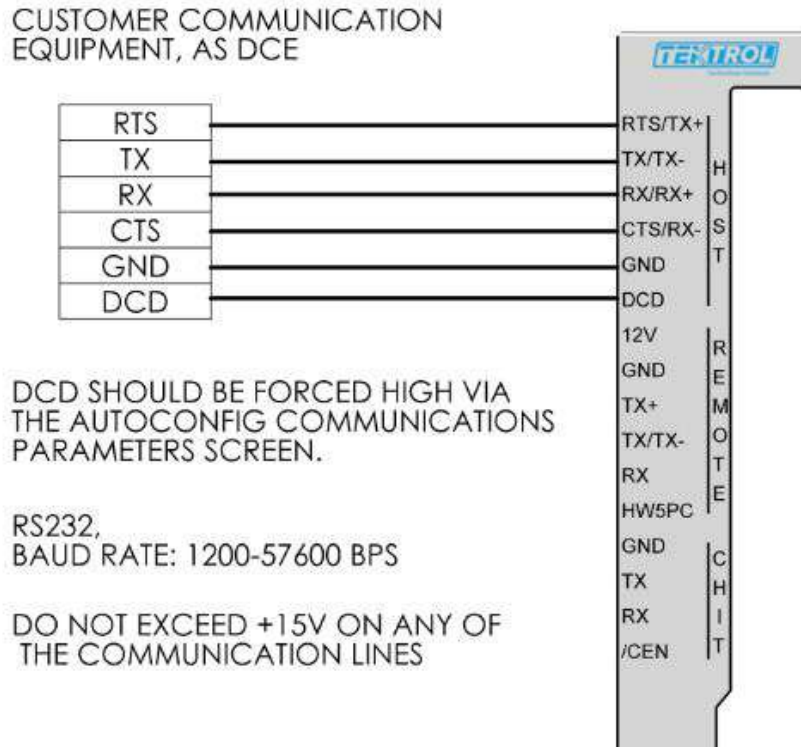 CUSTOMER COMMUNICATION
EQUIPMENT, AS DCE
TEKTROL
RTS
TX
RX
CTS
GND
DCD
RTS/TX+
TX/TX-
RX/RX+
CTS/RX-
GND
DCD
HOST
12V
GND
TX+
TX/TX-
RX
HW5PC
REMOTE
GND
TX
RX
/CEN
CHIT
DCD SHOULD BE FORCED HIGH VIA
THE AUTOCONFIG COMMUNICATIONS
PARAMETERS SCREEN.
RS232,
BAUD RATE: 1200-57600 BPS
DO NOT EXCEED +15V ON ANY OF
THE COMMUNICATION LINES